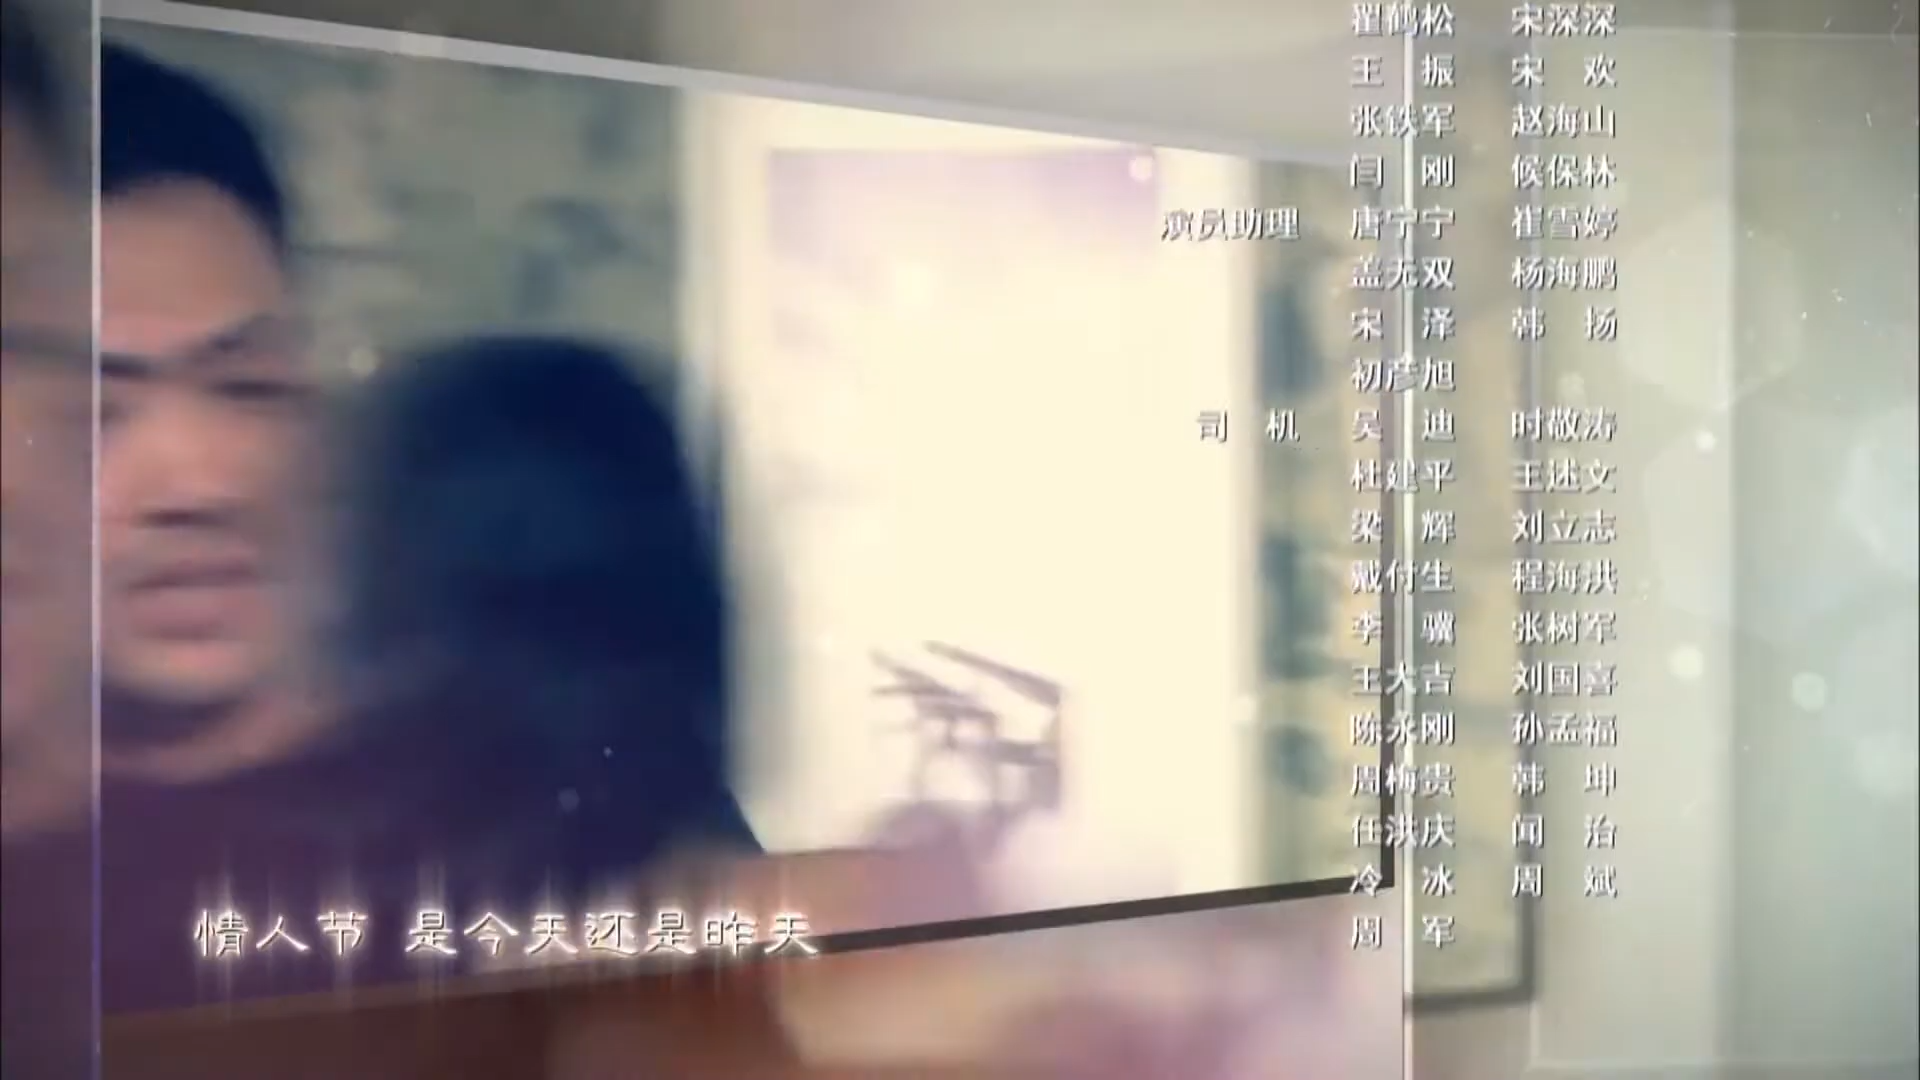 翟鹤松 宋深深
王 振 宋 欢
张铁军 赵海山
闫 刚 候保林
演员助理 唐宁宁 崔雪婷
盖无双 杨海鹏
宋 泽 韩 扬
初彦旭
司 机 吴 迪 时敬涛
杜建平 王述文
梁 辉 刘立志
戴付生 程海洪
李 骥 张树军
王大吉 刘国喜
陈永刚 孙孟福
周梅贵 韩 坤
任洪庆 闻 治
冷 冰 周 斌
周 军
情人节 是今天还是昨天